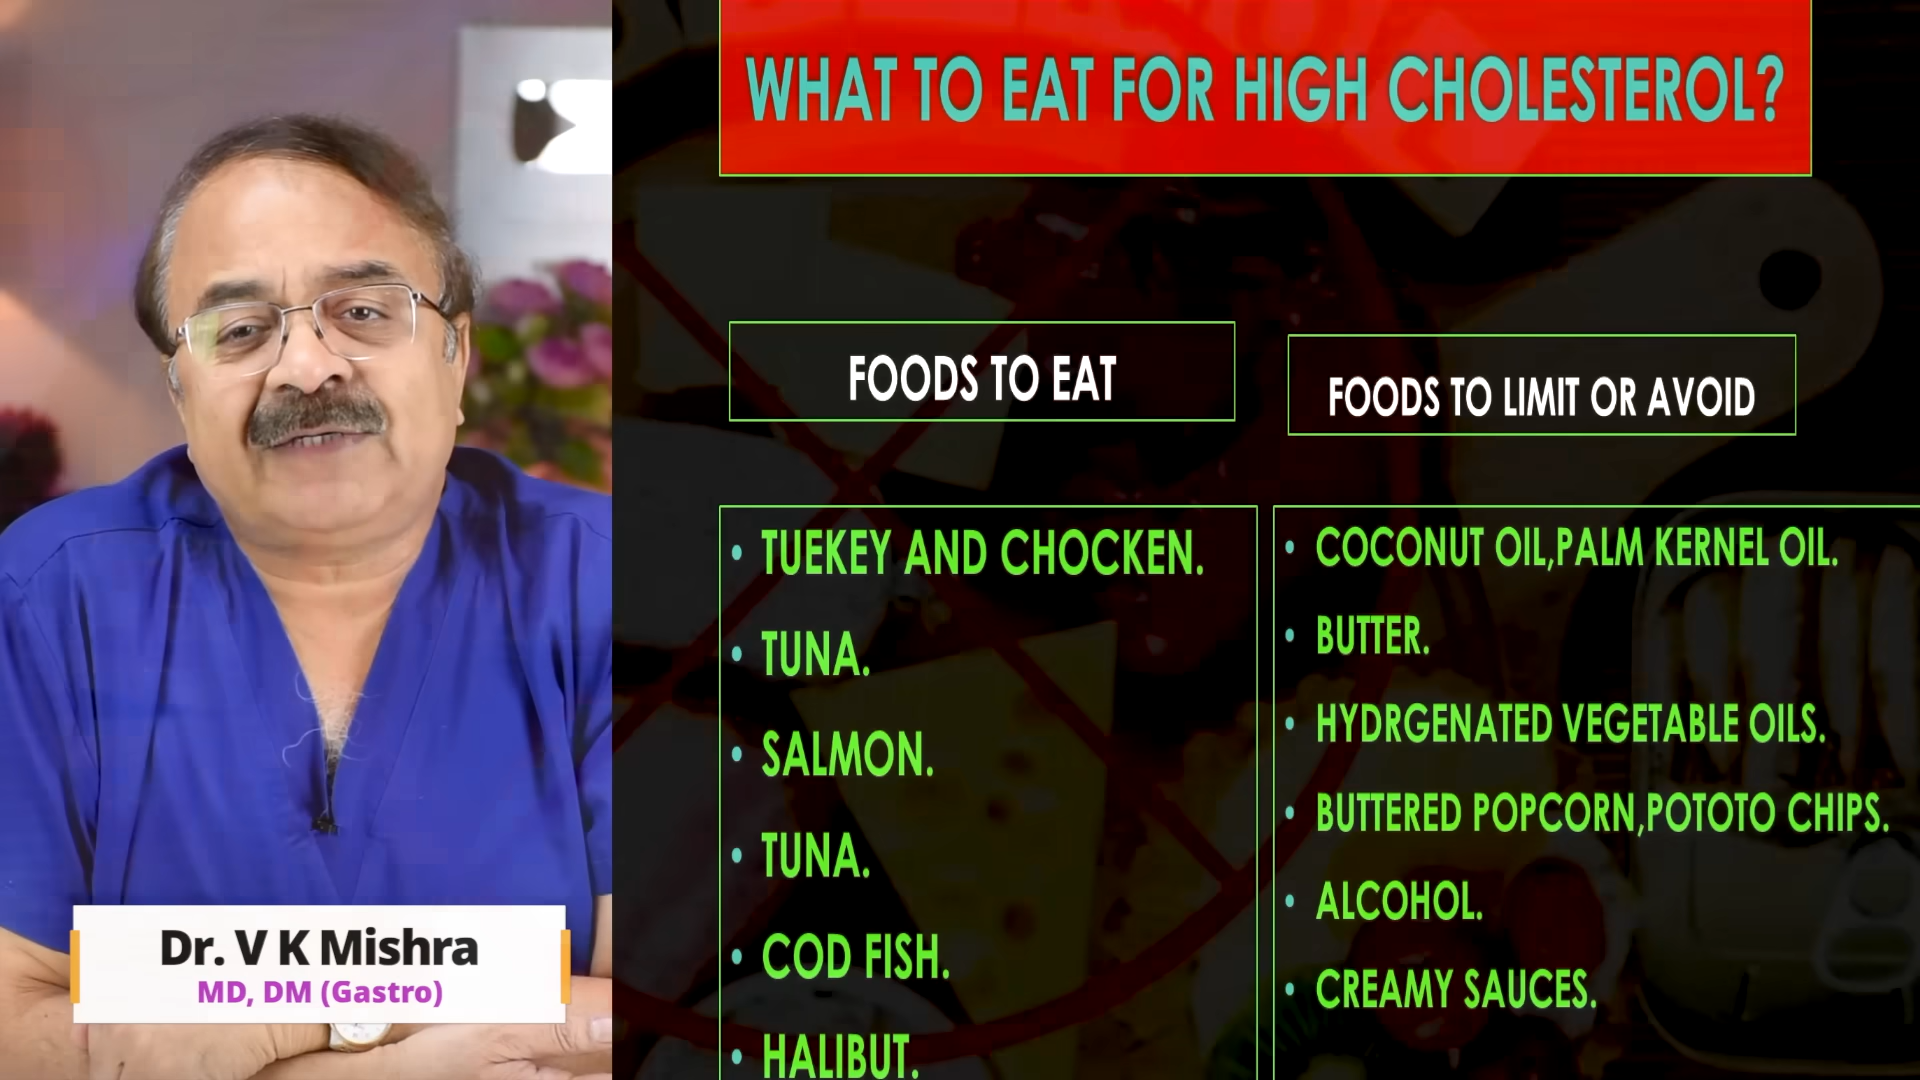 WHAT TO EAT FOR HIGH CHOLESTEROL?
FOODS TO EAT
• TUEKEY AND CHOCKEN.
• TUNA.
• SALMON.
• TUNA.
• COD FISH.
• HALIBUT.
FOODS TO LIMIT OR AVOID
• COCONUT OIL,PALM KERNEL OIL.
• BUTTER.
• HYDRGENATED VEGETABLE OILS.
• BUTTERED POPCORN,POTOTO CHIPS.
• ALCOHOL.
• CREAMY SAUCES.
Dr. V K Mishra
MD, DM (Gastro)